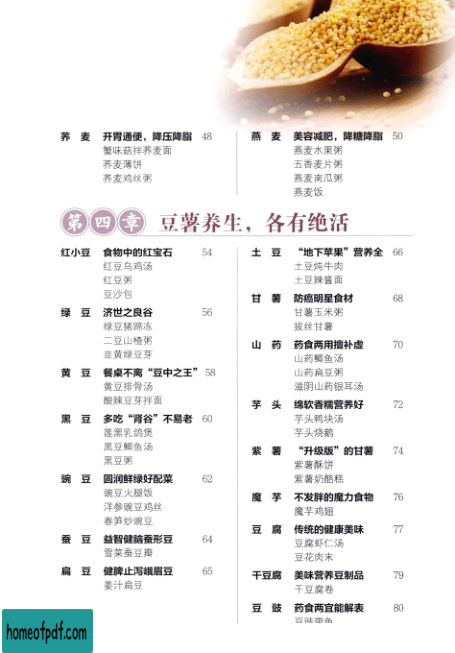 荞 麦 开胃通便，降压降脂 48
蟹味菇拌荞麦面
荞麦薄饼
荞麦鸡丝粥
燕 麦 美容减肥，降糖降脂 50
燕麦水果粥
五香麦片粥
燕麦南瓜粥
燕麦饭
第四章 豆薯养生，各有绝活
红小豆 食物中的红宝石 54
红豆乌鸡汤
红豆粥
豆沙包
绿 豆 济世之良谷 56
绿豆猪蹄冻
二豆山楂粥
韭黄绿豆芽
黄 豆 餐桌不离“豆中之王” 58
黄豆排骨汤
酸辣豆芽拌面
黑 豆 多吃“肾谷”不易老 60
莲黑乳鸽煲
黑豆鲫鱼汤
黑豆粥
豌 豆 圆润鲜绿好配菜 62
豌豆火腿饭
洋参豌豆鸡丝
春笋炒豌豆
蚕 豆 益智健脑蚕形豆 64
雪菜蚕豆瓣
扁 豆 健脾止泻峨眉豆 65
姜汁扁豆
土 豆 “地下苹果”营养全 66
土豆炖牛肉
土豆辣酱面
甘 薯 防癌明星食材 68
甘薯玉米粥
拔丝甘薯
山 药 药食两用擅补虚 70
山药鲫鱼汤
山药扁豆粥
滋阴山药银耳汤
芋 头 绵软香糯营养好 72
芋头鸭块汤
芋头烧鹅
紫 薯 “升级版”的甘薯 74
紫薯酥饼
紫薯奶酪糕
魔 芋 不发胖的魔力食物 76
魔芋鸡翅
豆 腐 传统的健康美味 77
豆腐虾仁汤
豆花肉末
干豆腐 美味营养豆制品 79
干豆腐卷
豆 豉 药食两宜能解表 80
豆豉带鱼
homeofpdf.com